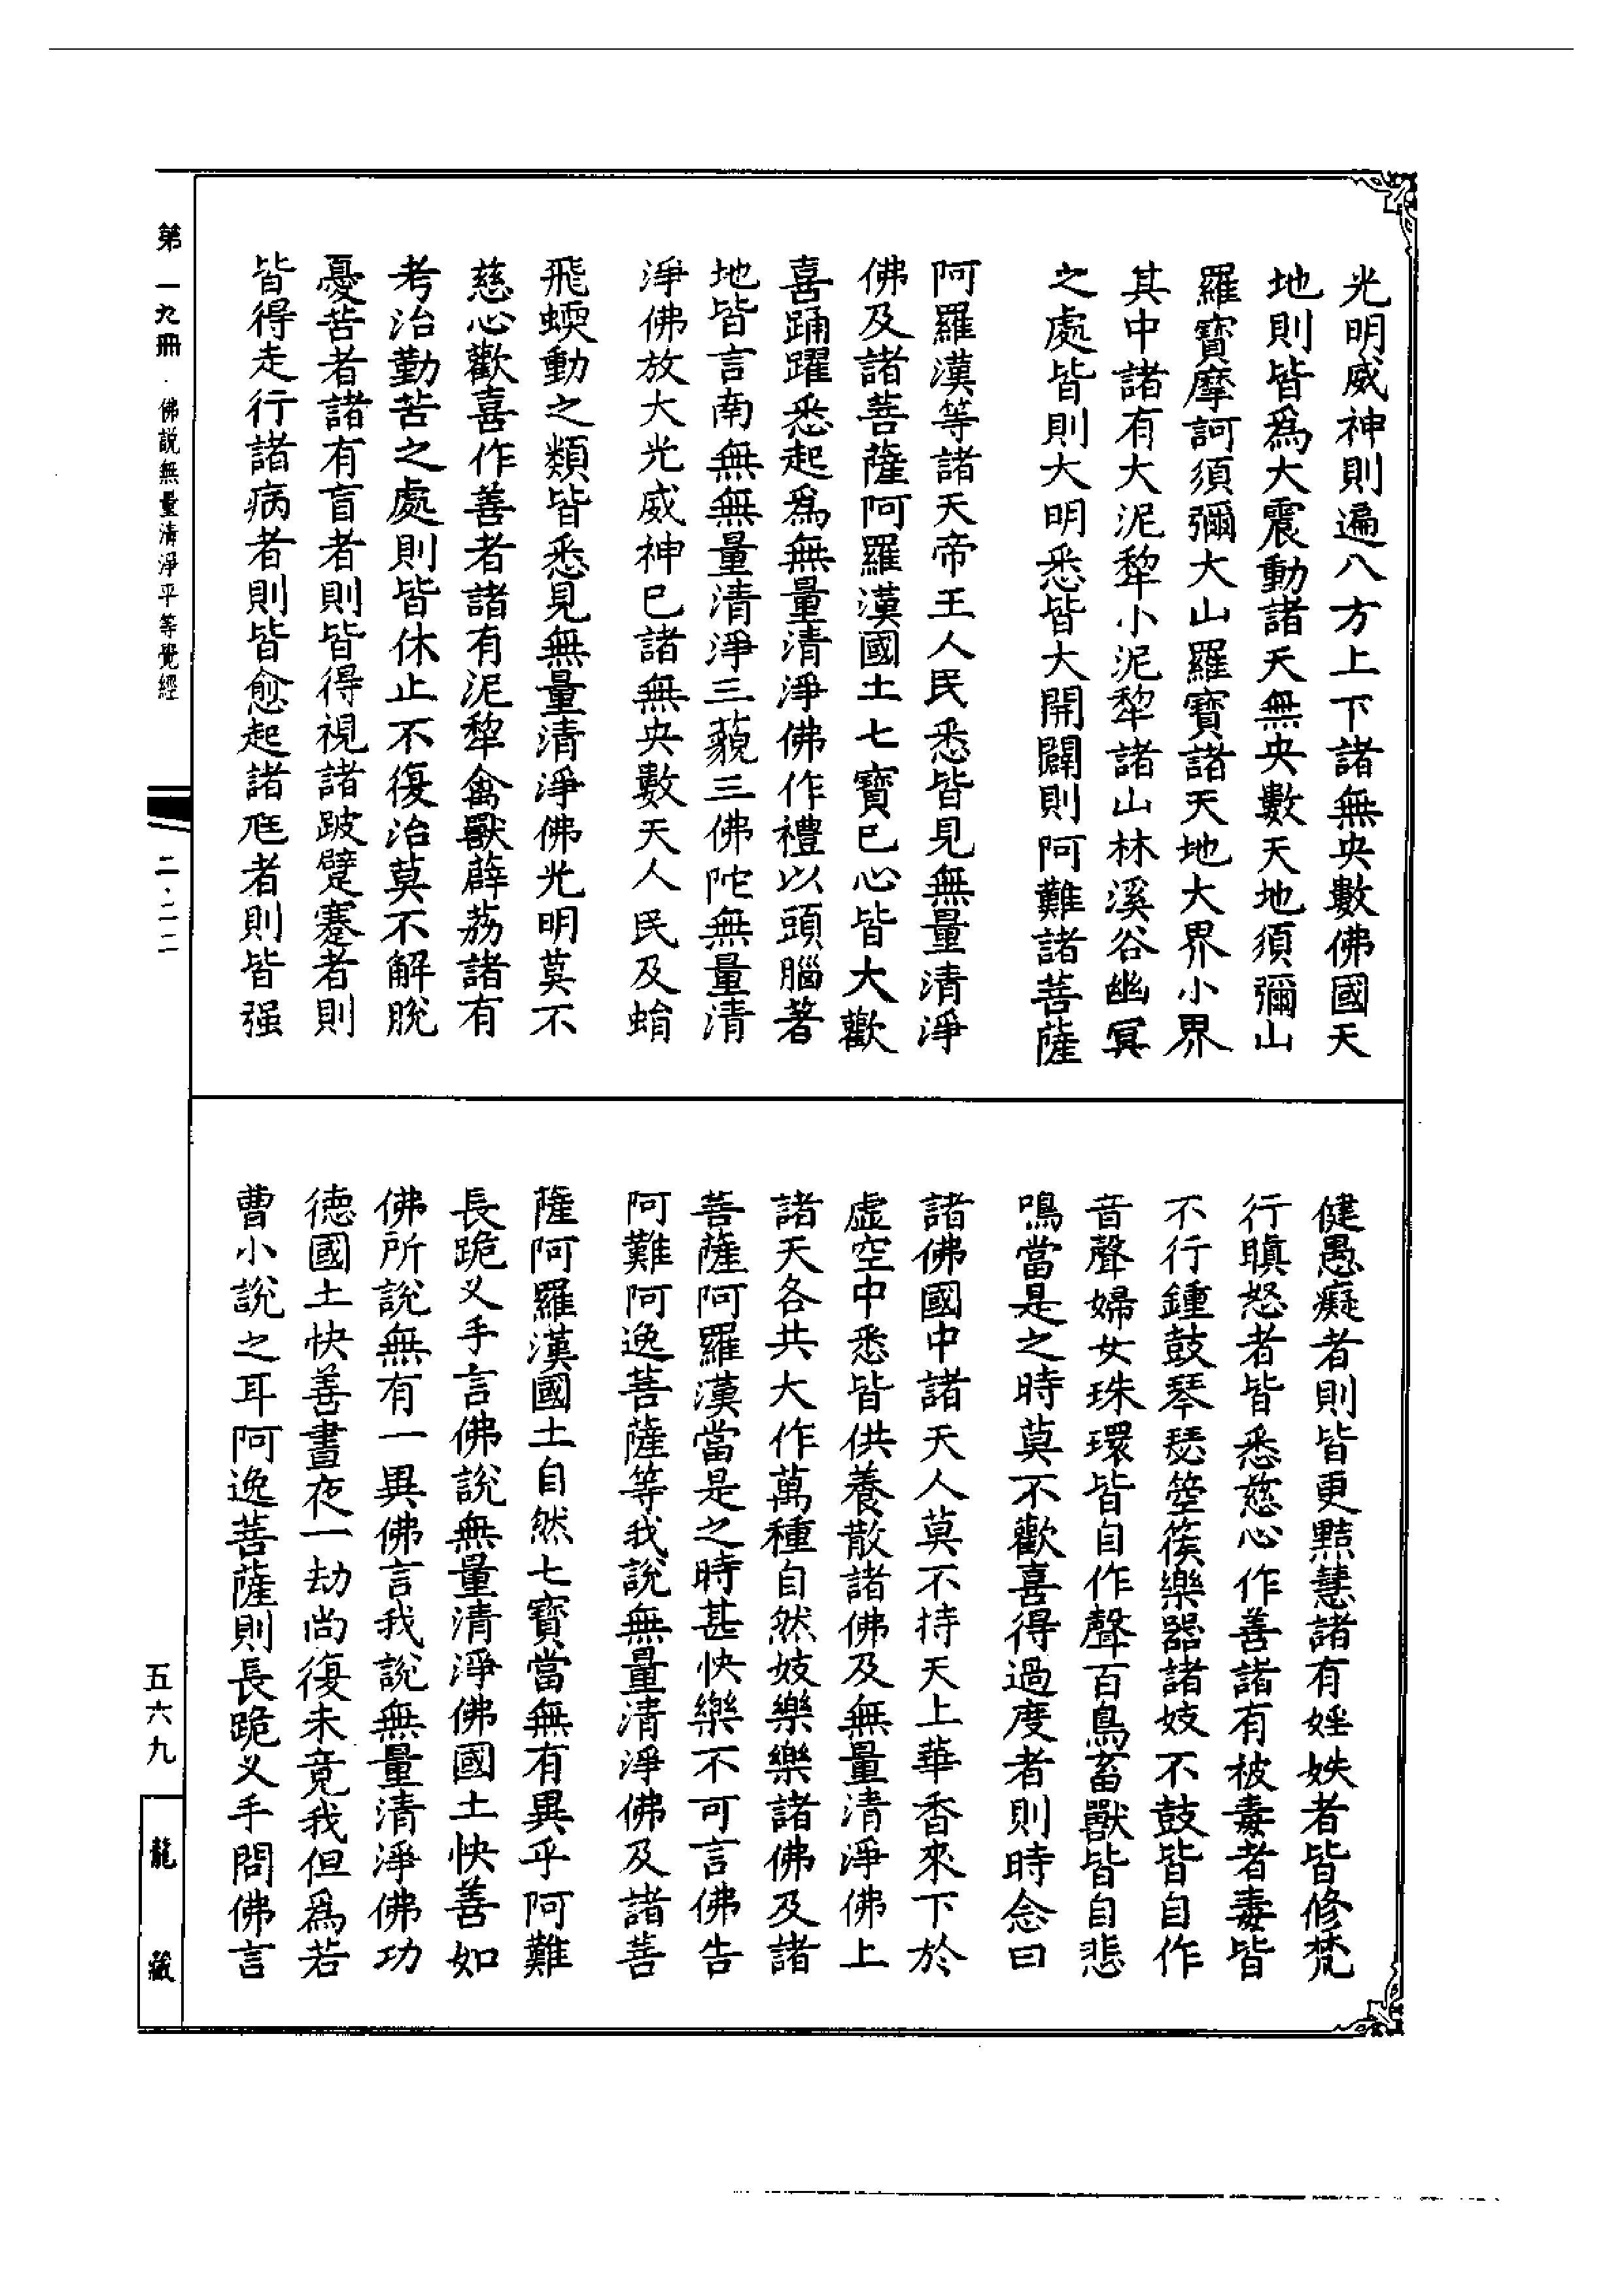 光明威神則遍八方上下諸無央數佛國天
地則皆爲大震動諸天無央數天地須彌山
羅寶摩訶須彌大山羅寶諸天地大界小界
其中諸有大泥犂小泥犂諸山林溪谷幽冥
之處皆則大明悉皆大開闢則阿難諸菩薩
阿羅漢等諸天帝王人民悉皆見無量清淨
佛及諸菩薩阿羅漢國土七寶已心皆大歡
喜踊躍悉起爲無量清淨佛作禮以頭腦著
地皆言南無無量清淨三藐三佛陀無量清
淨佛放大光威神已諸無央數天人民及蜎
飛蝡動之類皆悉見無量清淨佛光明莫不
慈心歡喜作善者諸有泥犂禽獸薜荔諸有
考治勤苦之處則皆休止不復治莫不解脫
憂苦者諸有盲者則皆得視諸跛躄蹇者則
皆得走行諸病者則皆愈起諸尫者則皆强
健愚癡者則皆更黠慧諸有婬妷者皆修梵
行瞋怒者皆悉慈心作善諸有被毒者毒皆
不行鍾鼓琴瑟箜篌樂器諸妓不鼓皆自作
音聲婦女珠環皆自作聲百鳥畜獸皆自悲
鳴當是之時莫不歡喜得過度者則時念曰
諸佛國中諸天人莫不持天上華香來下於
虛空中悉皆供養散諸佛及無量清淨佛上
諸天各共大作萬種自然妓樂樂諸佛及諸
菩薩阿羅漢當是之時甚快樂不可言佛告
阿難阿逸菩薩等我說無量清淨佛及諸菩
薩阿羅漢國土自然七寶當無有異乎阿難
長跪叉手言佛說無量清淨佛國土快善如
佛所說無有一異佛言我說無量清淨佛功
德國土快善晝夜一劫尚復未竟我但爲若
曹小說之耳阿逸菩薩則長跪叉手問佛言
第一九冊．佛說無量清淨平等覺經
二．二二
五六九
龍藏